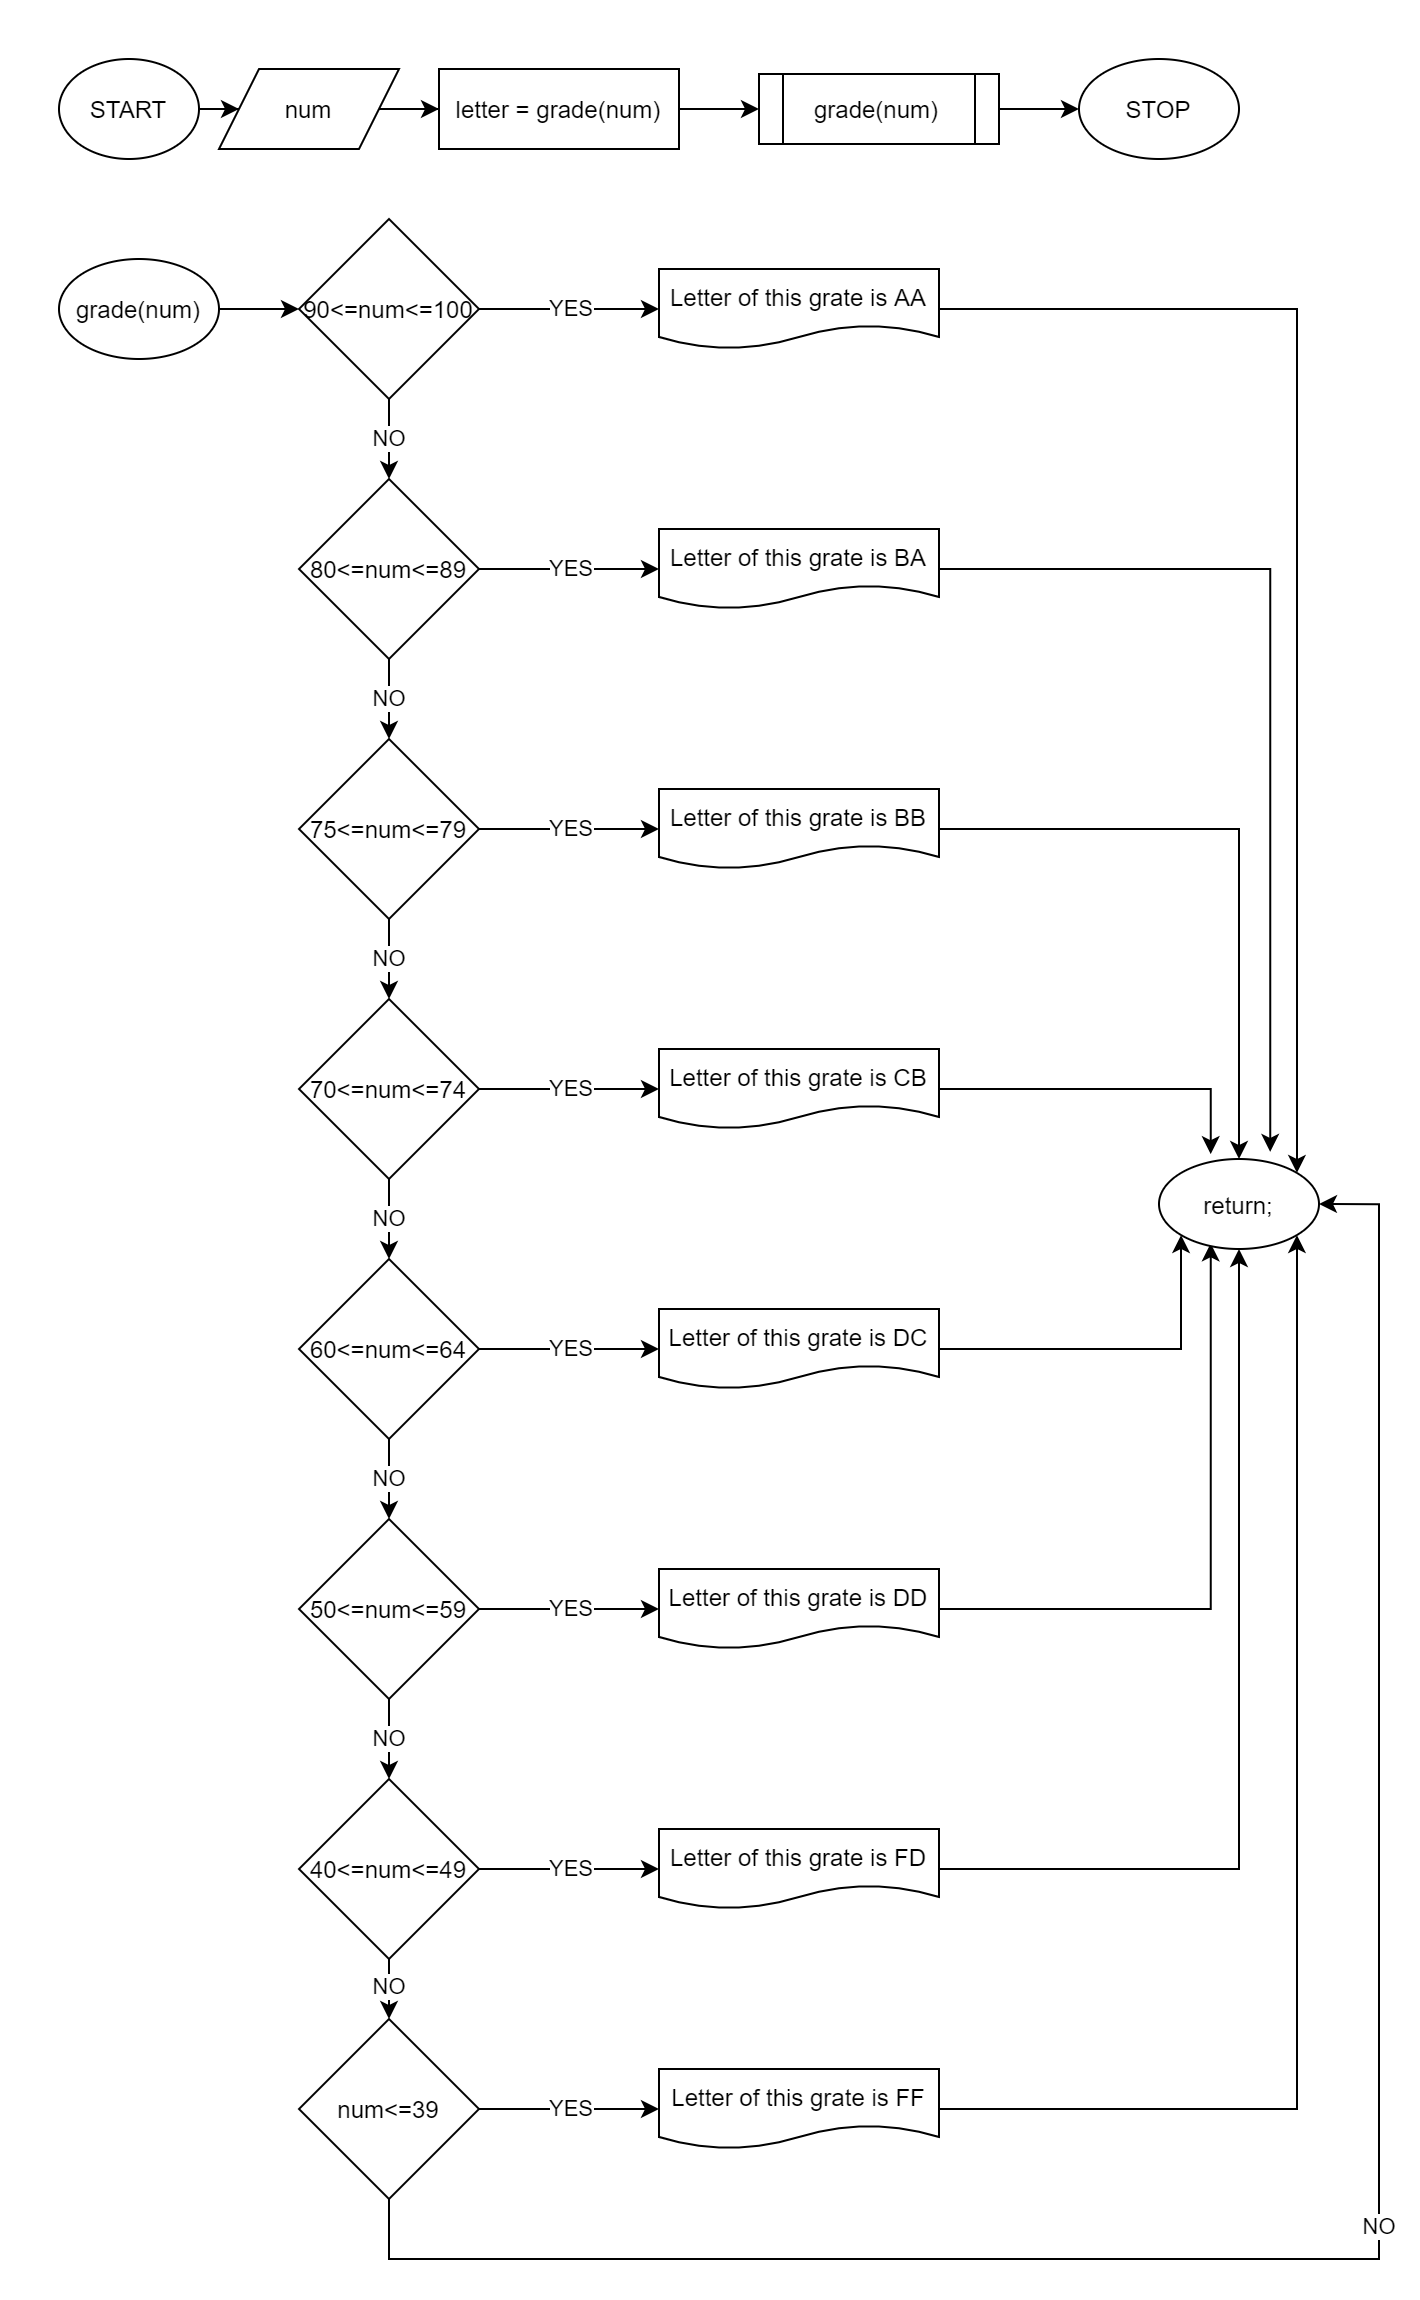 START
num
letter = grade(num)
grade(num)
STOP
grade(num)
90<=num<=100
YES
Letter of this grate is AA
NO
80<=num<=89
YES
Letter of this grate is BA
NO
75<=num<=79
YES
Letter of this grate is BB
NO
70<=num<=74
YES
Letter of this grate is CB
return;
NO
60<=num<=64
YES
Letter of this grate is DC
NO
50<=num<=59
YES
Letter of this grate is DD
NO
40<=num<=49
YES
Letter of this grate is FD
NO
num<=39
YES
Letter of this grate is FF
NO